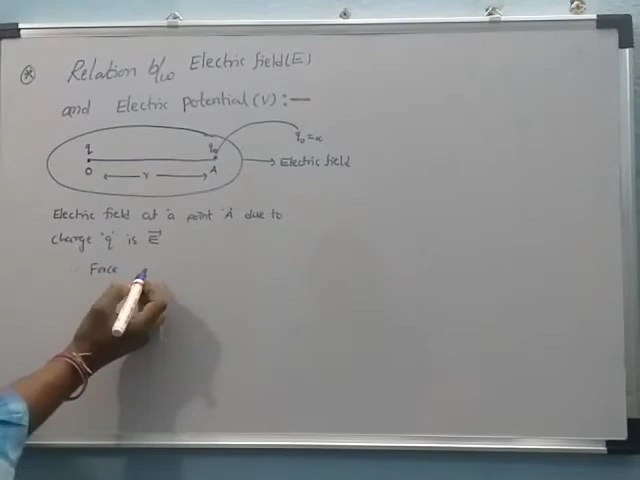 Relation b/w Electric field (E)
and Electric potential (V) :—
q
q₀
q₀ = ∞
O
r
A
Electric field
Electric field at a point 'A' due to
charge 'q' is E⃗
∴ Force